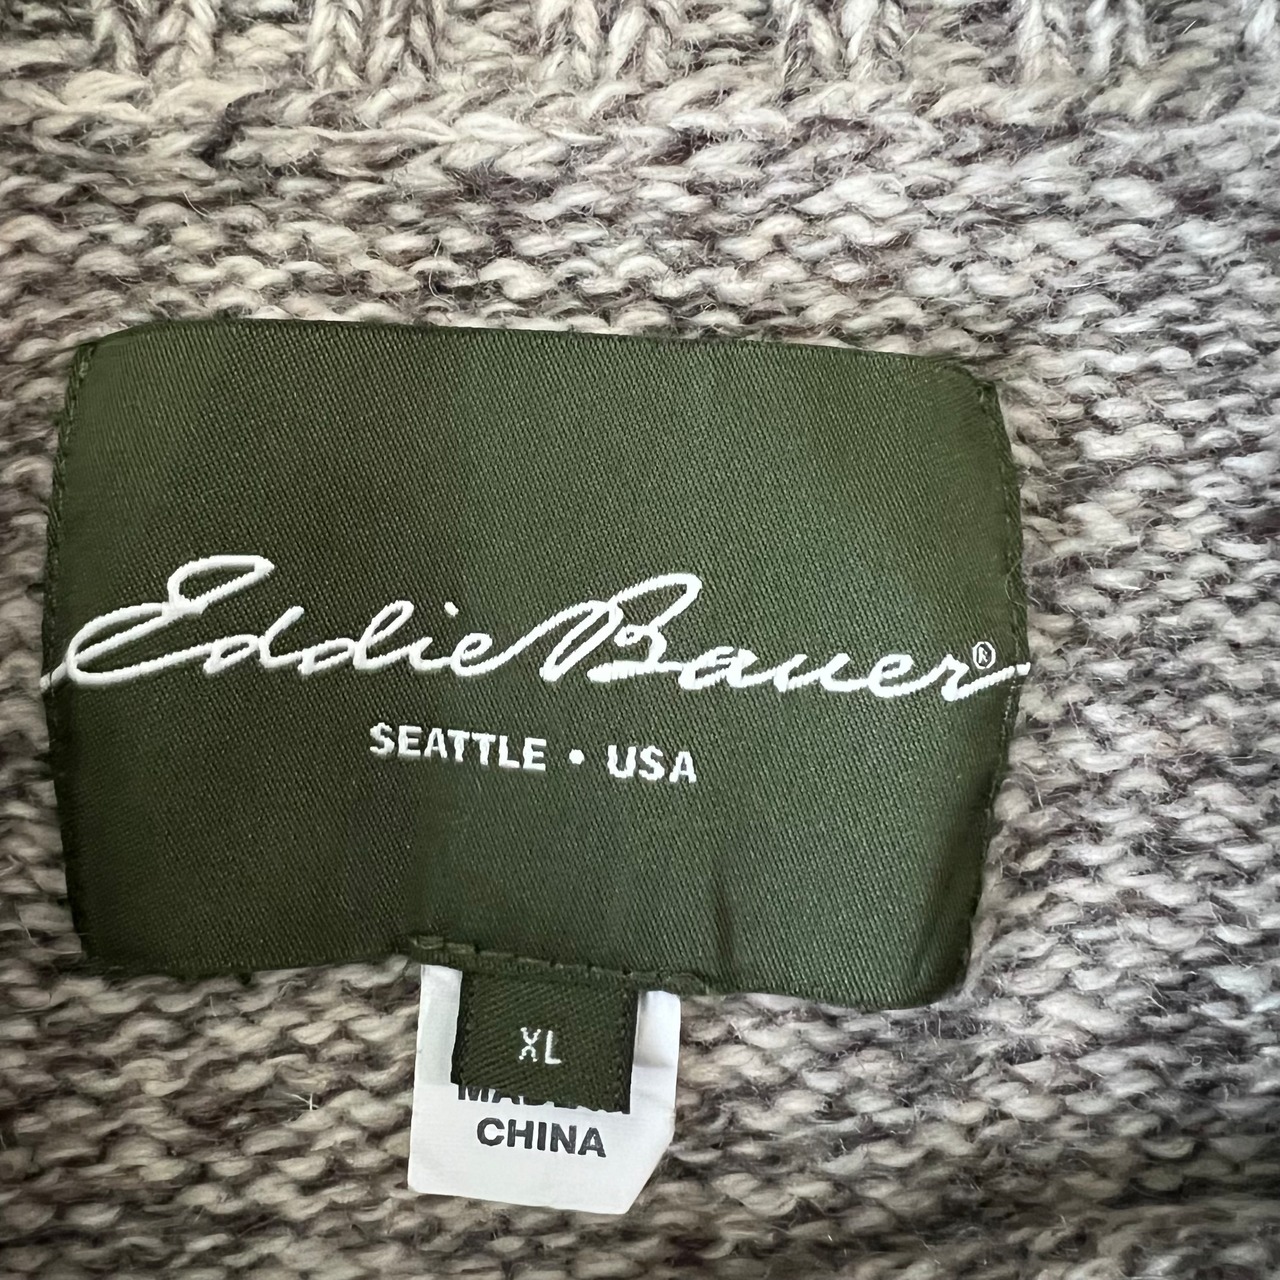 Eddie Bauer®
SEATTLE • USA
XL
CHINA